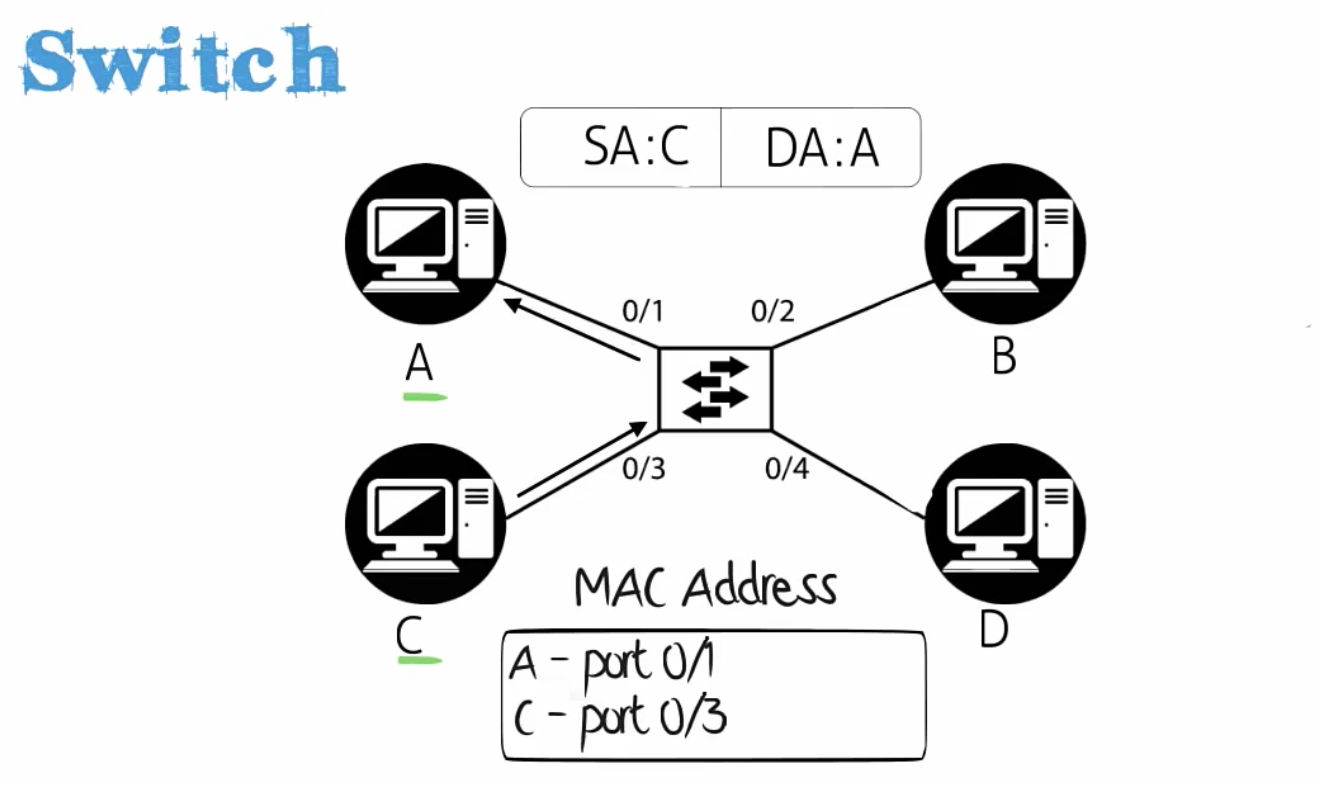 Switch
SA:C DA:A
0/1 0/2
A B
0/3 0/4
MAC Address
C D
A - port 0/1
C - port 0/3